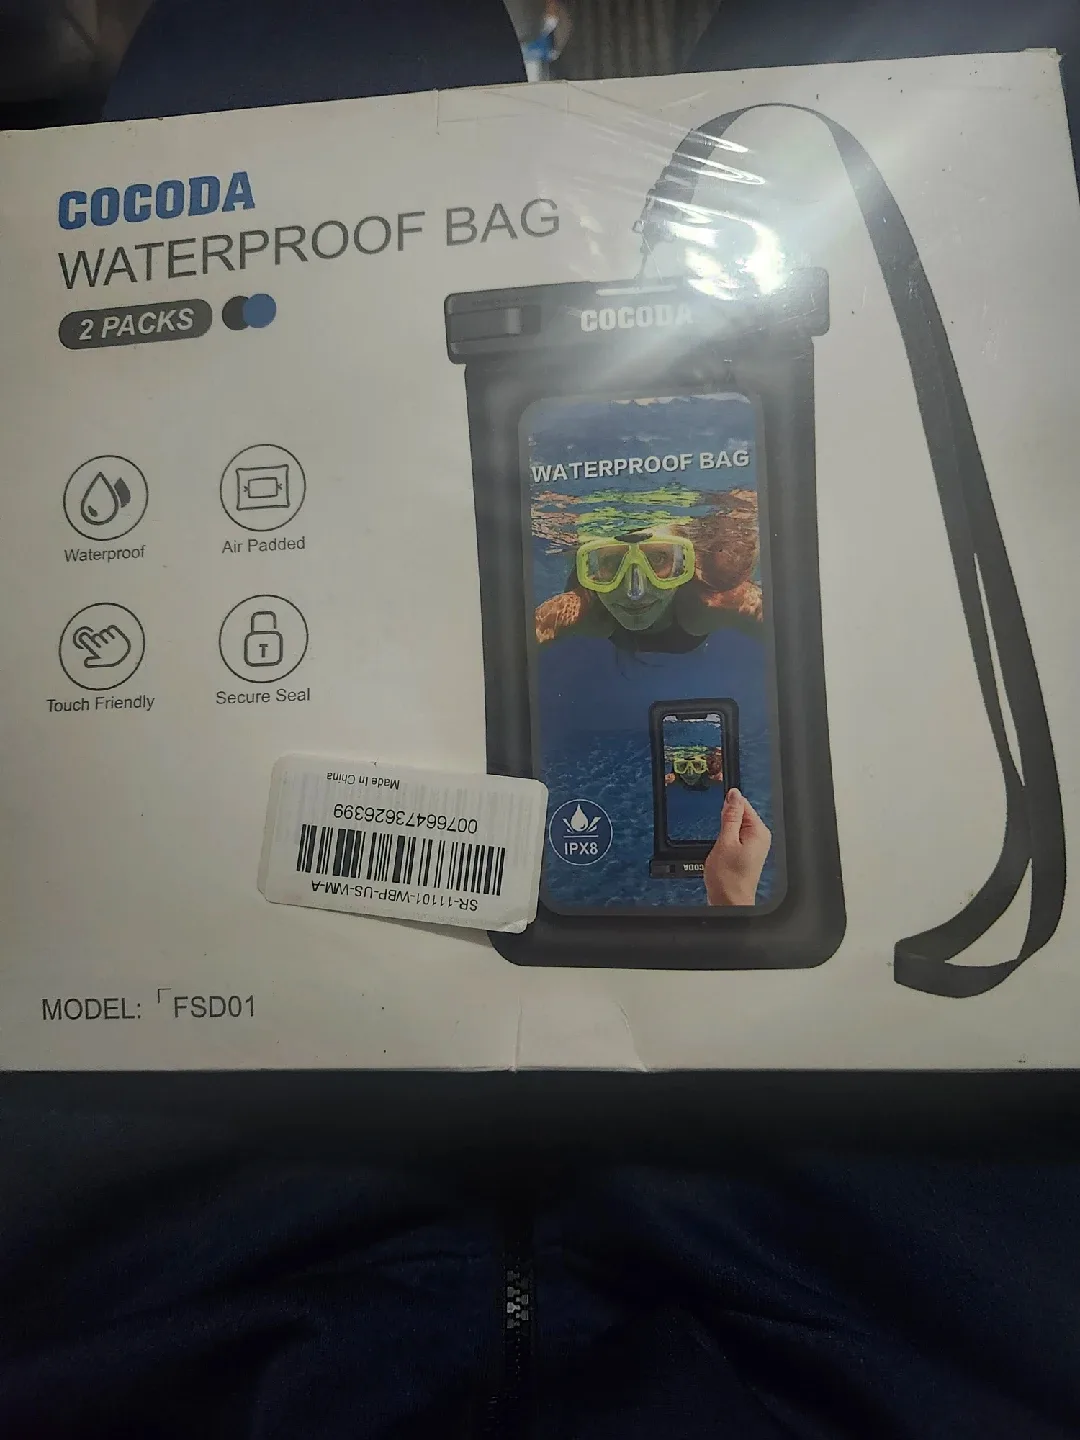 COCODA
WATERPROOF BAG
2 PACKS
COCODA
WATERPROOF BAG
Waterproof
Air Padded
Touch Friendly
Secure Seal
IPX8
COCODA
SR-11101-WBP-US-WM-A
00766473626399
Made In China
MODEL:「FSD01